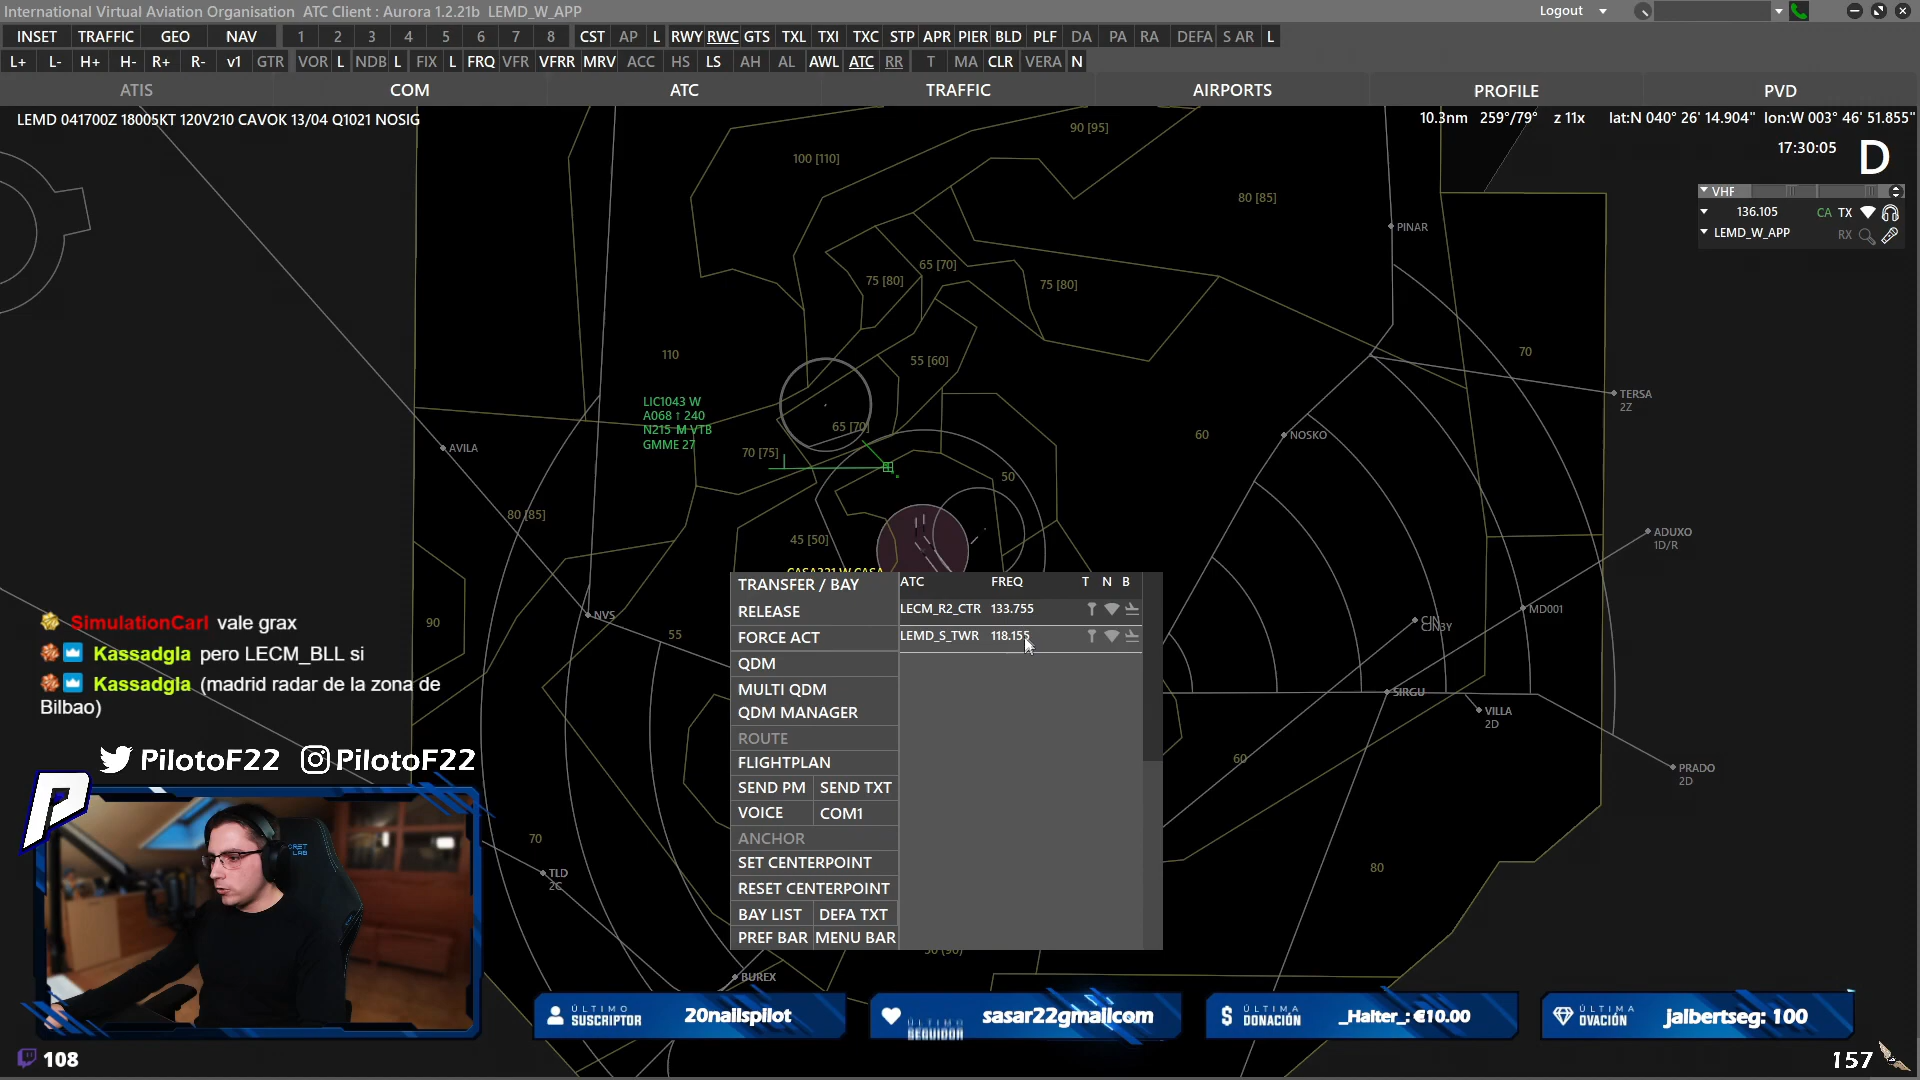 International Virtual Aviation Organisation ATC Client : Aurora 1.2.21b LEMD_W_APP
Logout
INSET TRAFFIC GEO NAV 1 2 3 4 5 6 7 8 CST AP L RWY RWC GTS TXL TXI TXC STP APR PIER BLD PLF DA PA RA DEFA S AR L
L+ L- H+ H- R+ R- v1 GTR VOR L NDB L FIX L FRQ VFR VFRR MRV ACC HS LS AH AL AWL ATC RR T MA CLR VERA N
ATIS COM ATC TRAFFIC AIRPORTS PROFILE PVD
LEMD 041700Z 18005KT 120V210 CAVOK 13/04 Q1021 NOSIG
10.3nm 259°/79° z 11x lat:N 040° 26' 14.904" lon:W 003° 46' 51.855"
17:30:05 D
VHF
136.105 CA TX
LEMD_W_APP RX
90 [95]
100 [110]
80 [85]
PINAR
65 [70]
75 [80]
75 [80]
110
55 [60]
70
TERSA
2Z
LIC1043 W
A068 ↑ 240
N215 M VTB
GMME 27
65 [70]
60
NOSKO
AVILA
70 [75]
50
80 [85]
45 [50]
ADUXO
1D/R
CASA221 W CASA
NVS
MD001
CJN
CJN3Y
90
55
SIRGU
VILLA
2D
60
PRADO
2D
70
80
TLD
2C
BUREX
TRANSFER / BAY
RELEASE
FORCE ACT
QDM
MULTI QDM
QDM MANAGER
ROUTE
FLIGHTPLAN
SEND PM SEND TXT
VOICE COM1
ANCHOR
SET CENTERPOINT
RESET CENTERPOINT
BAY LIST DEFA TXT
PREF BAR MENU BAR
ATC FREQ T N B
LECM_R2_CTR 133.755
LEMD_S_TWR 118.155
SimulationCarl vale grax
Kassadgla pero LECM_BLL si
Kassadgla (madrid radar de la zona de
Bilbao)
PilotoF22 PilotoF22
P
ÚLTIMO
SUSCRIPTOR 20nailspilot
sasar22gmailcom
ÚLTIMA
DONACIÓN _Halter_: €10.00
ÚLTIMA
OVACIÓN jalbertseg: 100
108
157